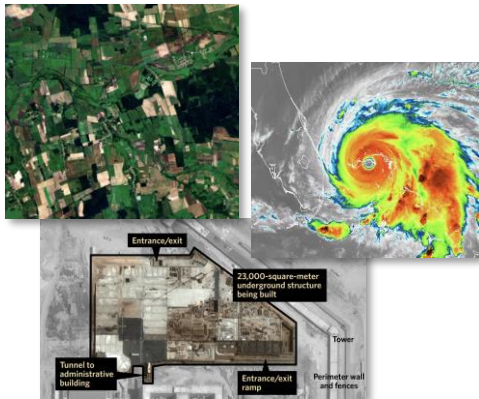 Entrance/exit
23,000-square-meter
underground structure
being built
Tower
Tunnel to
administrative
building
Entrance/exit
ramp
Perimeter wall
and fences